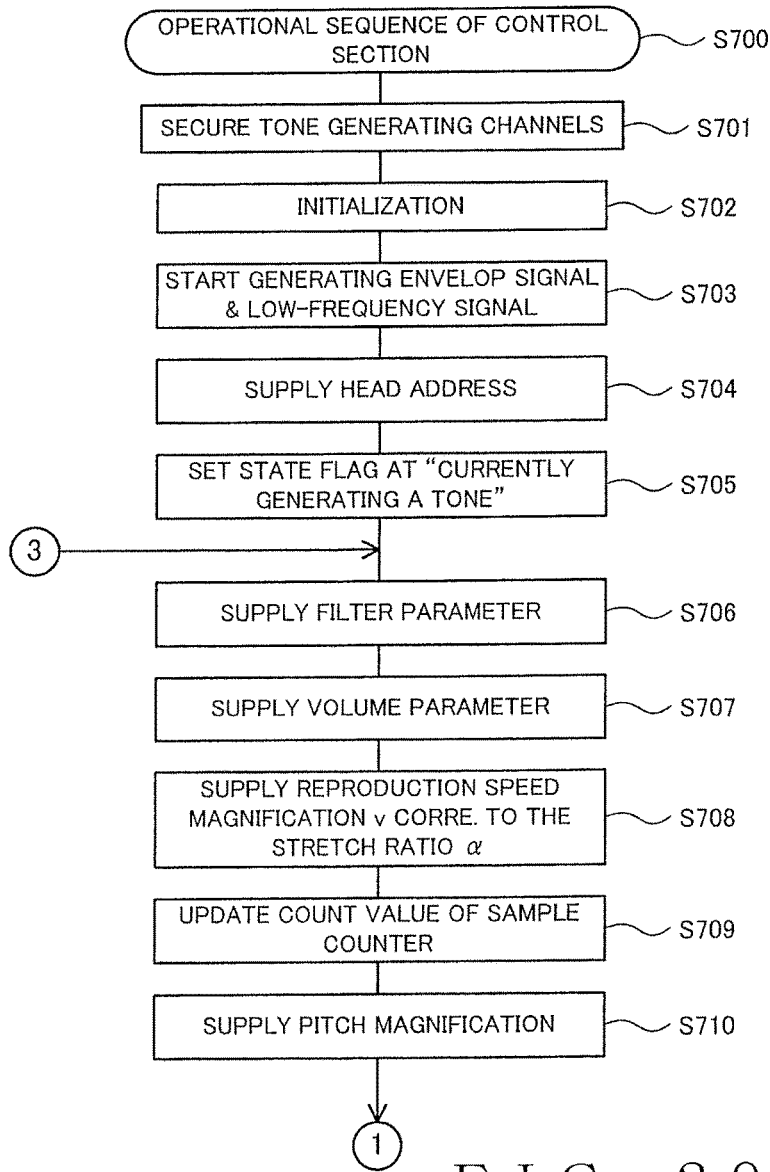 OPERATIONAL SEQUENCE OF CONTROL
SECTION
S700
SECURE TONE GENERATING CHANNELS
S701
INITIALIZATION
S702
START GENERATING ENVELOP SIGNAL
& LOW-FREQUENCY SIGNAL
S703
SUPPLY HEAD ADDRESS
S704
SET STATE FLAG AT “CURRENTLY
GENERATING A TONE”
S705
3
SUPPLY FILTER PARAMETER
S706
SUPPLY VOLUME PARAMETER
S707
SUPPLY REPRODUCTION SPEED
MAGNIFICATION v CORRE. TO THE
STRETCH RATIO α
S708
UPDATE COUNT VALUE OF SAMPLE
COUNTER
S709
SUPPLY PITCH MAGNIFICATION
S710
1